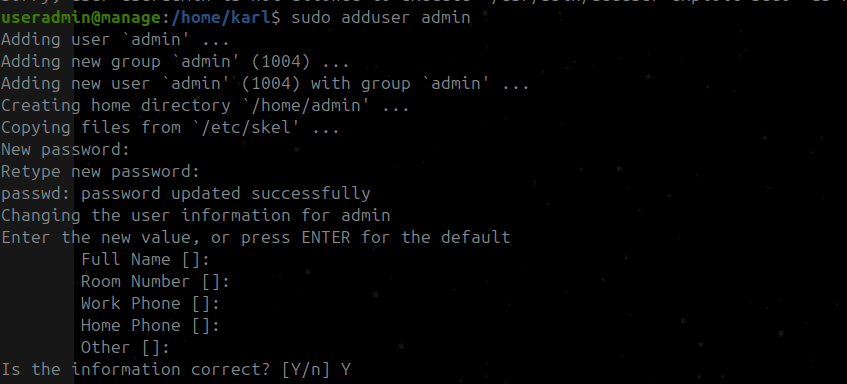 useradmin@manage:/home/karl$ sudo adduser admin
Adding user `admin' ...
Adding new group `admin' (1004) ...
Adding new user `admin' (1004) with group `admin' ...
Creating home directory `/home/admin' ...
Copying files from `/etc/skel' ...
New password:
Retype new password:
passwd: password updated successfully
Changing the user information for admin
Enter the new value, or press ENTER for the default
Full Name []:
Room Number []:
Work Phone []:
Home Phone []:
Other []:
Is the information correct? [Y/n] Y